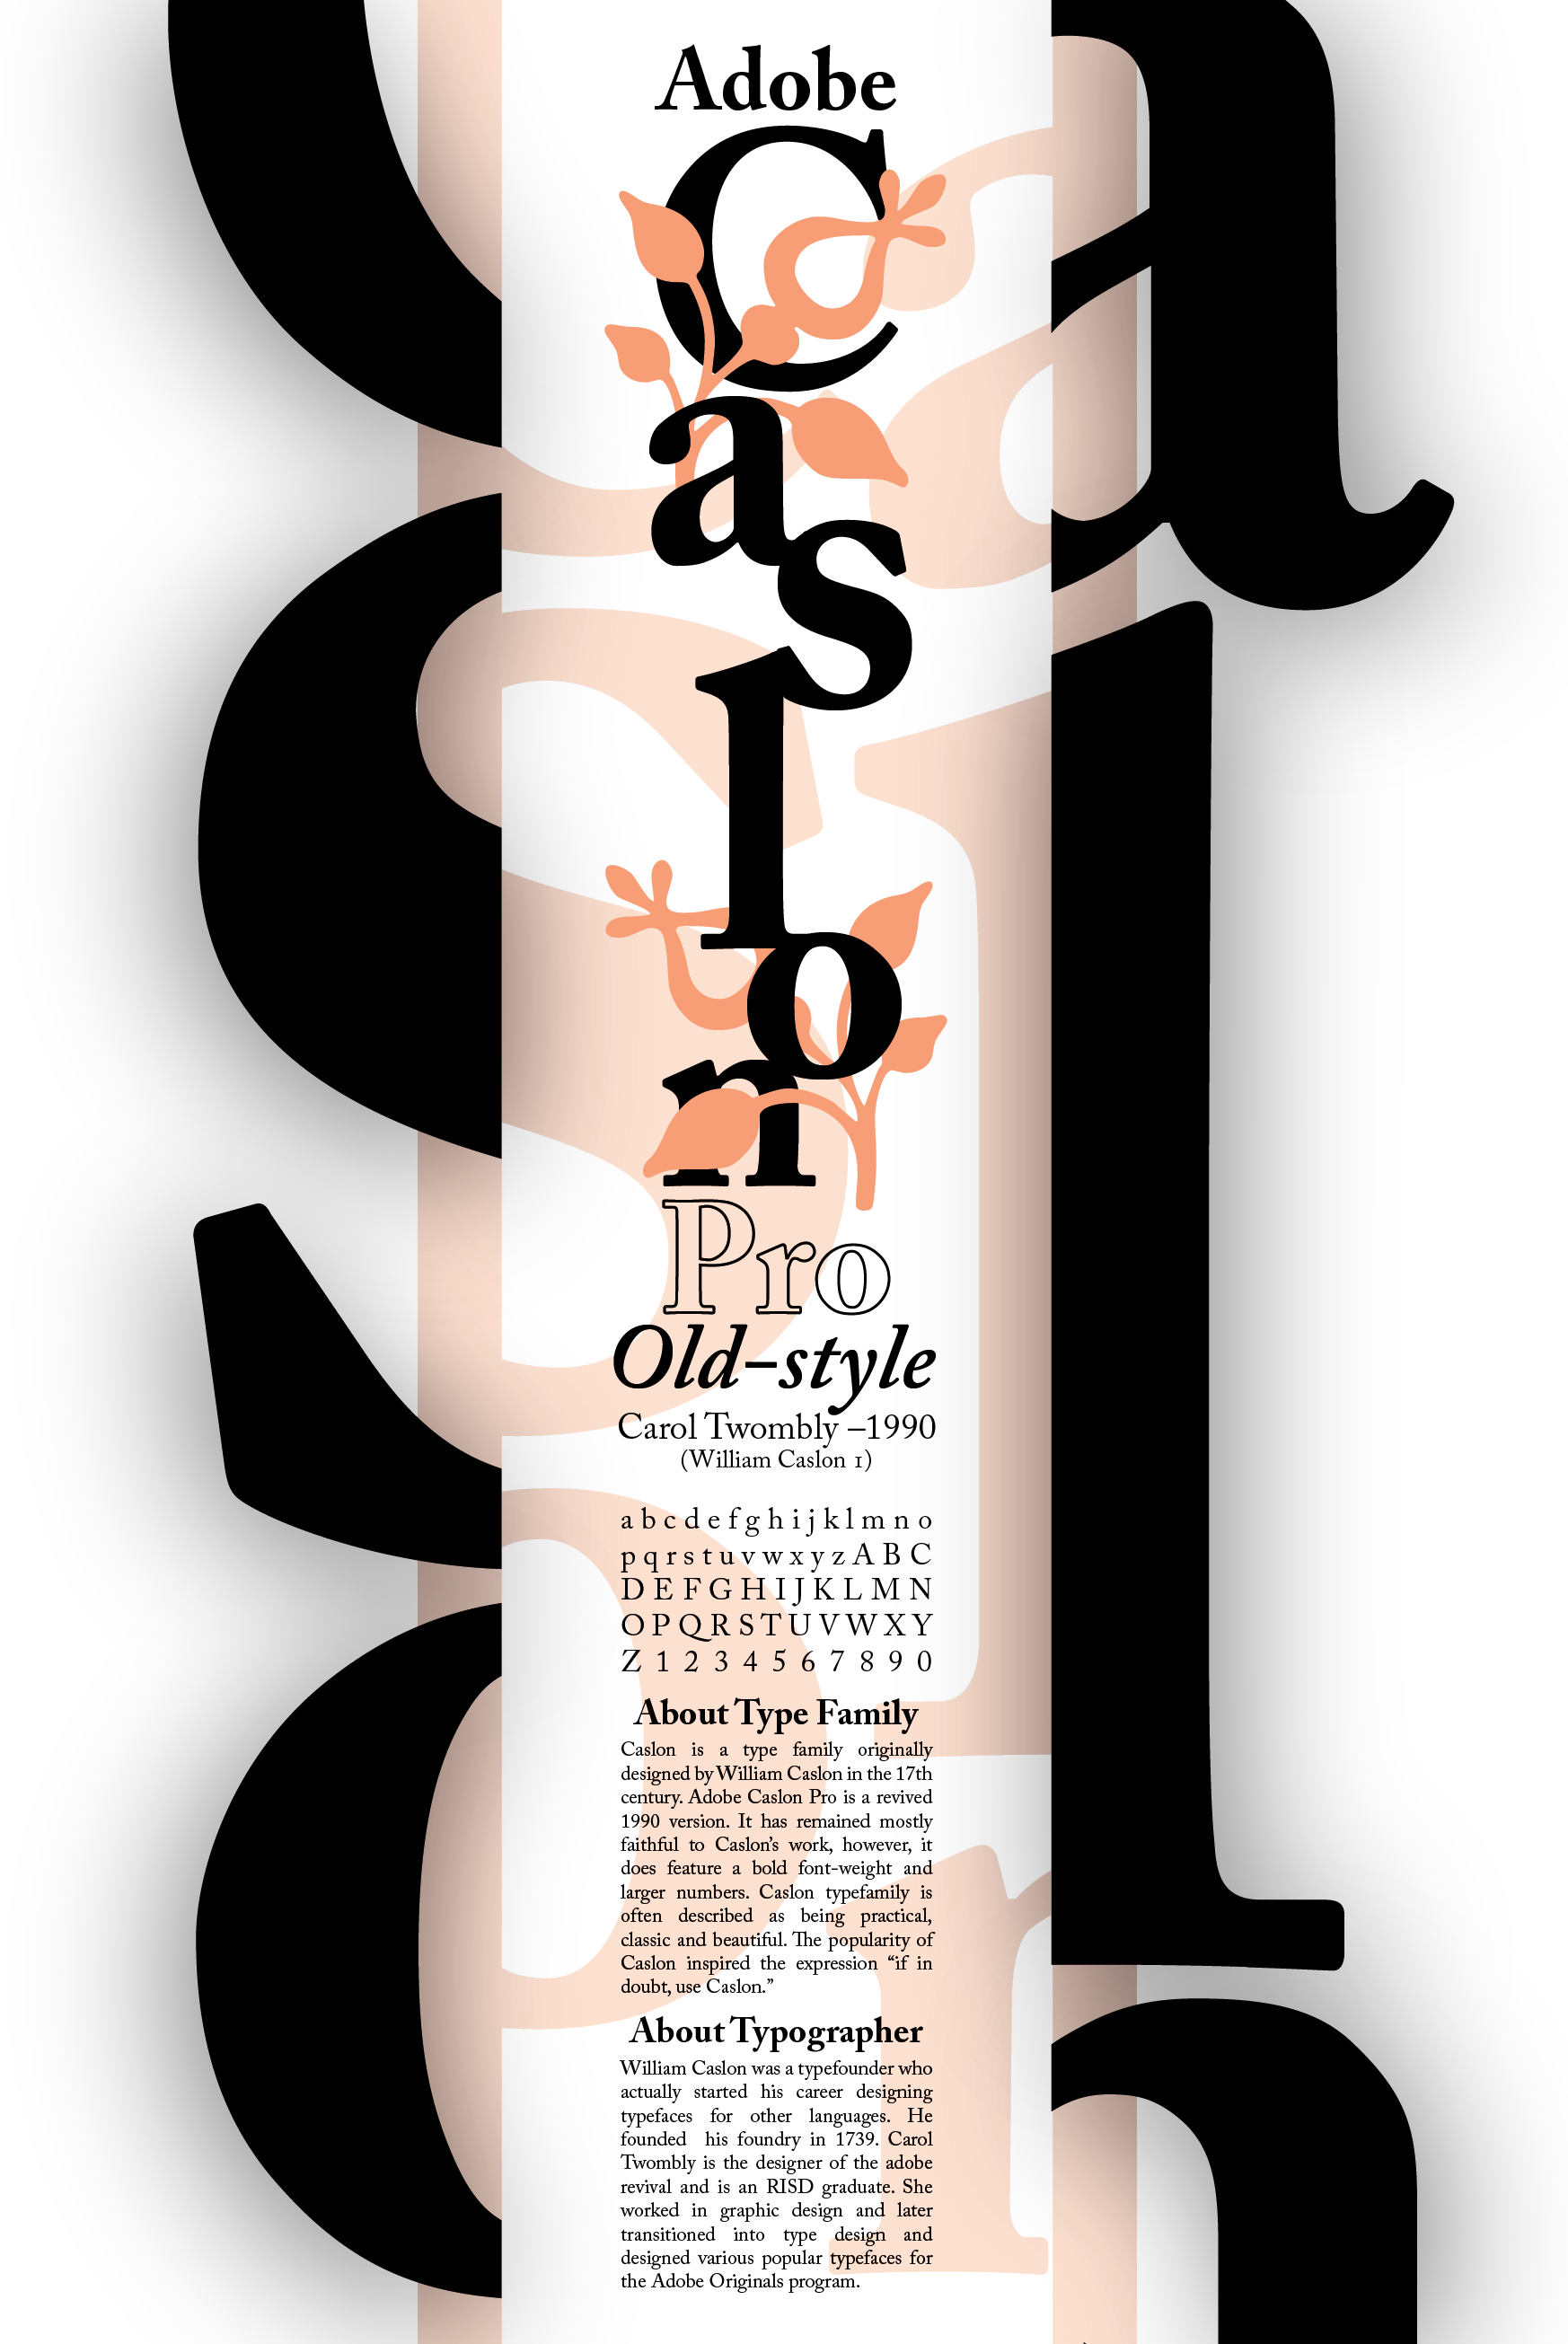 Adobe
C
a
s
l
o
n
Pro
Old-style
Carol Twombly –1990
(William Caslon 1)
a b c d e f g h i j k l m n o
p q r s t u v w x y z A B C
D E F G H I J K L M N
O P Q R S T U V W X Y
Z 1 2 3 4 5 6 7 8 9 0
About Type Family
Caslon is a type family originally
designed by William Caslon in the 17th
century. Adobe Caslon Pro is a revived
1990 version. It has remained mostly
faithful to Caslon's work, however, it
does feature a bold font-weight and
larger numbers. Caslon typefamily is
often described as being practical,
classic and beautiful. The popularity of
Caslon inspired the expression “if in
doubt, use Caslon.”
About Typographer
William Caslon was a typefounder who
actually started his career designing
typefaces for other languages. He
founded his foundry in 1739. Carol
Twombly is the designer of the adobe
revival and is an RISD graduate. She
worked in graphic design and later
transitioned into type design and
designed various popular typefaces for
the Adobe Originals program.